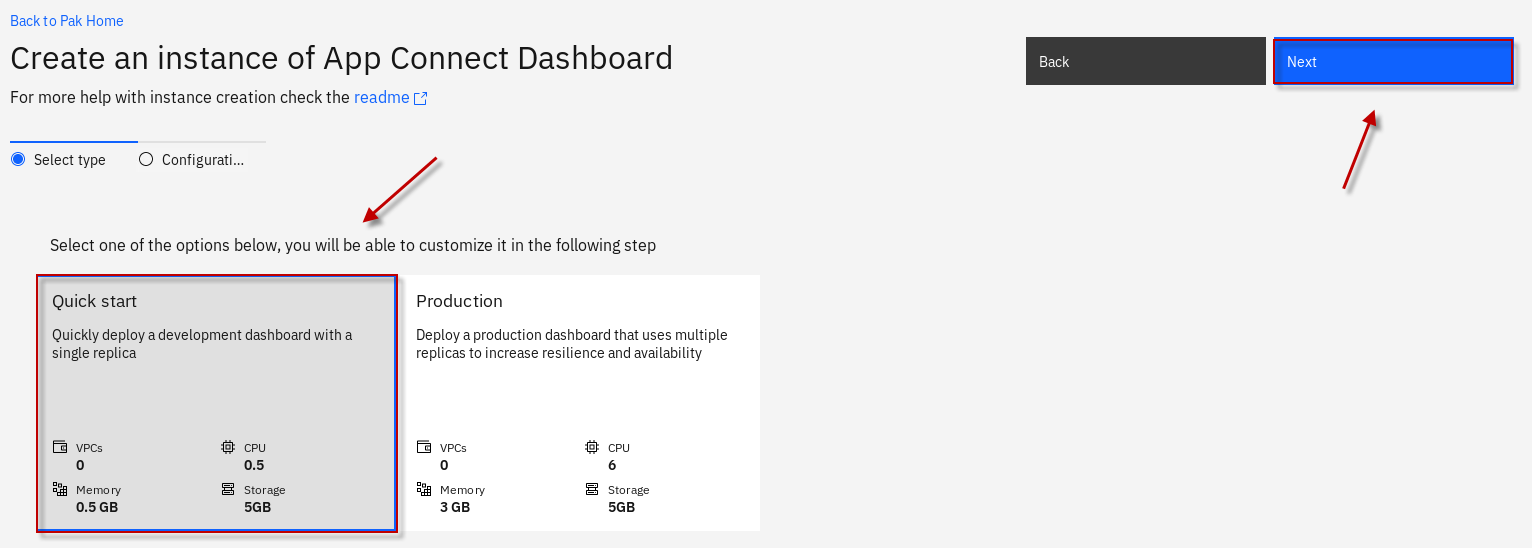 Back to Pak Home
Create an instance of App Connect Dashboard
For more help with instance creation check the readme
Back
Next
Select type
Configurati...
Select one of the options below, you will be able to customize it in the following step
Quick start
Quickly deploy a development dashboard with a
single replica
VPCs
0
CPU
0.5
Memory
0.5 GB
Storage
5GB
Production
Deploy a production dashboard that uses multiple
replicas to increase resilience and availability
VPCs
0
CPU
6
Memory
3 GB
Storage
5GB